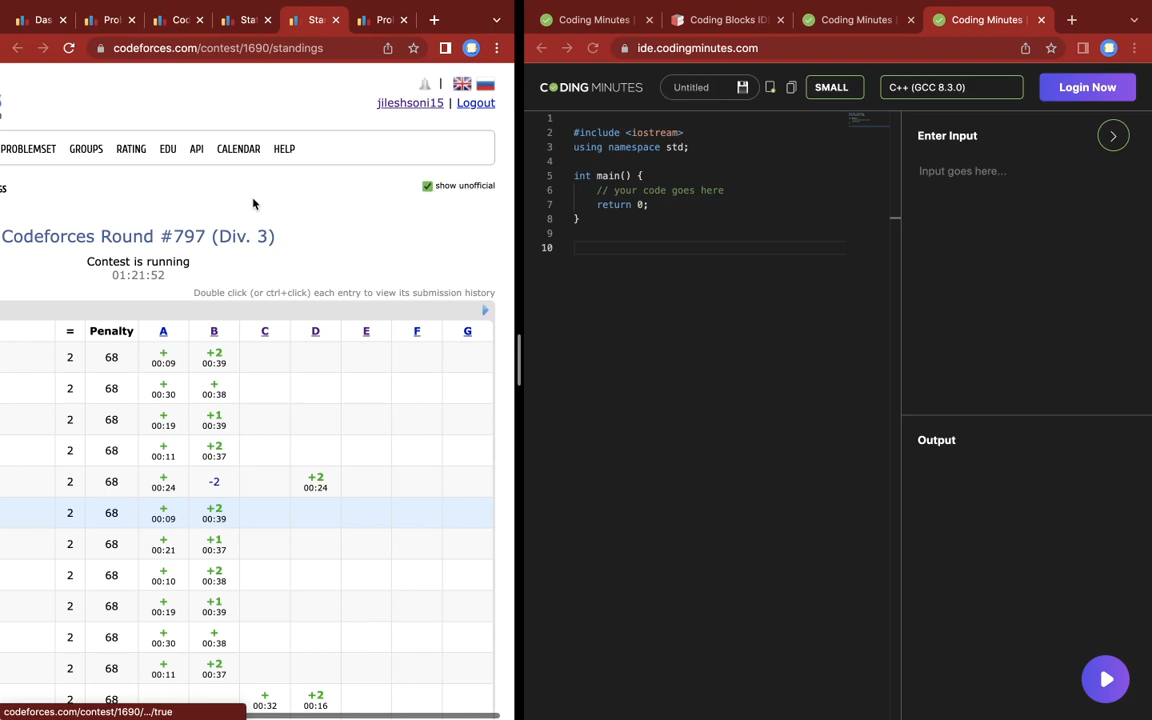 Das
Prol
Coc
Sta
Sta
Prol
codeforces.com/contest/1690/standings
jileshsoni15 | Logout
PROBLEMSET GROUPS RATING EDU API CALENDAR HELP
GS
show unofficial
Codeforces Round #797 (Div. 3)
Contest is running
01:21:52
Double click (or ctrl+click) each entry to view its submission history
= Penalty A B C D E F G
2 68 + +2
00:09 00:39
2 68 + +
00:30 00:38
2 68 + +1
00:19 00:39
2 68 + +2
00:11 00:37
2 68 + -2 +2
00:24 00:24
2 68 + +2
00:09 00:39
2 68 + +1
00:21 00:37
2 68 + +2
00:10 00:38
2 68 + +1
00:19 00:39
2 68 + +
00:30 00:38
2 68 + +2
00:11 00:37
2 68 + +2
00:32 00:16
codeforces.com/contest/1690/.../true
Coding Minutes |
Coding Blocks IDI
Coding Minutes |
Coding Minutes |
ide.codingminutes.com
CODING MINUTES
Untitled
SMALL
C++ (GCC 8.3.0)
Login Now
1
2 #include <iostream>
3 using namespace std;
4
5 int main() {
6 // your code goes here
7 return 0;
8 }
9
10
Enter Input
Input goes here...
Output